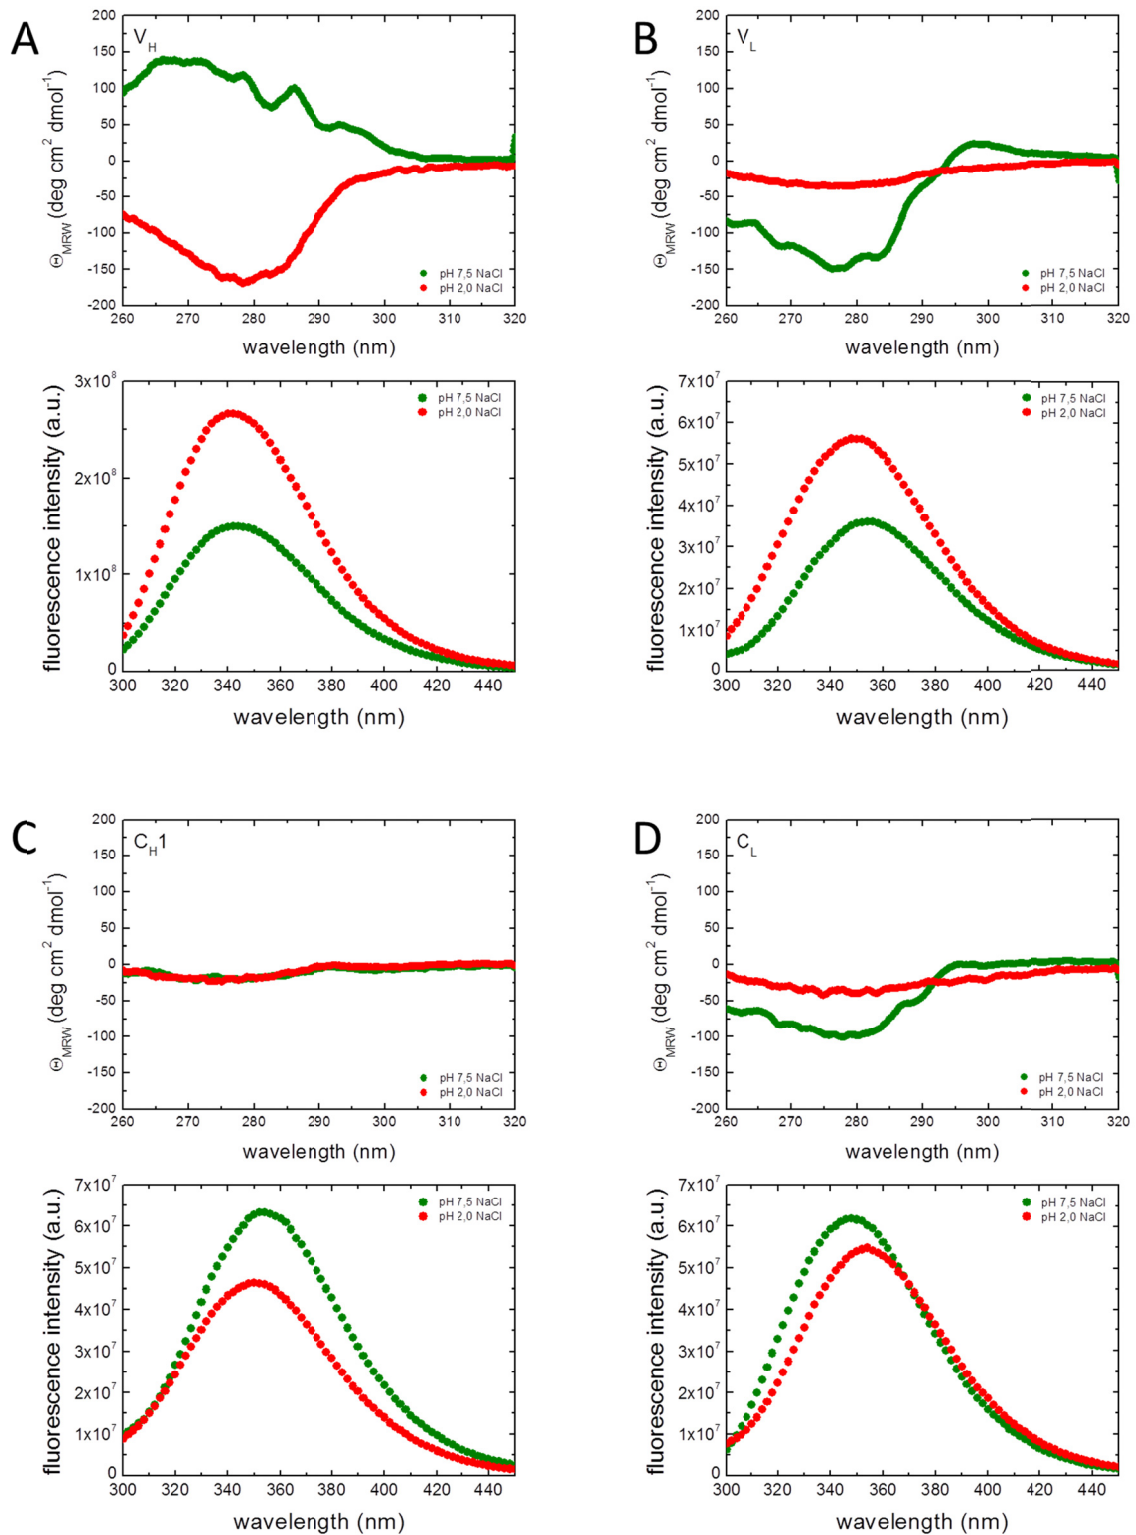 A
V_H
200
150
100
50
0
-50
-100
-150
-200
Θ_MRW (deg cm² dmol⁻¹)
pH 7,5 NaCl
pH 2,0 NaCl
260 270 280 290 300 310 320
wavelength (nm)
3x10⁸
2x10⁸
1x10⁸
0
fluorescence intensity (a.u.)
pH 7,5 NaCl
pH 2,0 NaCl
300 320 340 360 380 400 420 440
wavelength (nm)
B
V_L
200
150
100
50
0
-50
-100
-150
-200
Θ_MRW (deg cm² dmol⁻¹)
pH 7,5 NaCl
pH 2,0 NaCl
260 270 280 290 300 310 320
wavelength (nm)
7x10⁷
6x10⁷
5x10⁷
4x10⁷
3x10⁷
2x10⁷
1x10⁷
0
fluorescence intensity (a.u.)
pH 7,5 NaCl
pH 2,0 NaCl
300 320 340 360 380 400 420 440
wavelength (nm)
C
C_H1
200
150
100
50
0
-50
-100
-150
-200
Θ_MRW (deg cm² dmol⁻¹)
pH 7,5 NaCl
pH 2,0 NaCl
260 270 280 290 300 310 320
wavelength (nm)
7x10⁷
6x10⁷
5x10⁷
4x10⁷
3x10⁷
2x10⁷
1x10⁷
0
fluorescence intensity (a.u.)
pH 7,5 NaCl
pH 2,0 NaCl
300 320 340 360 380 400 420 440
wavelength (nm)
D
C_L
200
150
100
50
0
-50
-100
-150
-200
Θ_MRW (deg cm² dmol⁻¹)
pH 7,5 NaCl
pH 2,0 NaCl
260 270 280 290 300 310 320
wavelength (nm)
7x10⁷
6x10⁷
5x10⁷
4x10⁷
3x10⁷
2x10⁷
1x10⁷
0
fluorescence intensity (a.u.)
pH 7,5 NaCl
pH 2,0 NaCl
300 320 340 360 380 400 420 440
wavelength (nm)